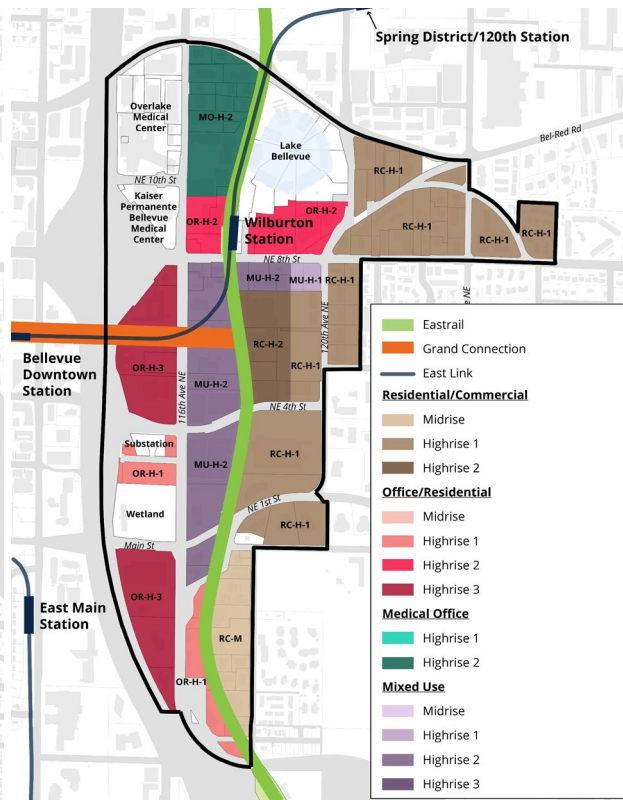 Spring District/120th Station
Overlake
Medical
Center
MO-H-2
Lake
Bellevue
Bel-Red Rd
RC-H-1
NE 10th St
Kaiser
Permanente
Bellevue
Medical
Center
OR-H-2
OR-H-2
Wilburton
Station
RC-H-1
RC-H-1
RC-H-1
NE 8th St
MU-H-2
MU-H-1
RC-H-1
120th Ave NE
NE
Bellevue
Downtown
Station
OR-H-3
116th Ave NE
MU-H-2
RC-H-2
RC-H-1
NE 4th St
Substation
OR-H-1
MU-H-2
RC-H-1
Wetland
NE 1st St
RC-H-1
Main St
East Main
Station
OR-H-3
RC-M
OR-H-1
Eastrail
Grand Connection
East Link
Residential/Commercial
Midrise
Highrise 1
Highrise 2
Office/Residential
Midrise
Highrise 1
Highrise 2
Highrise 3
Medical Office
Highrise 1
Highrise 2
Mixed Use
Midrise
Highrise 1
Highrise 2
Highrise 3